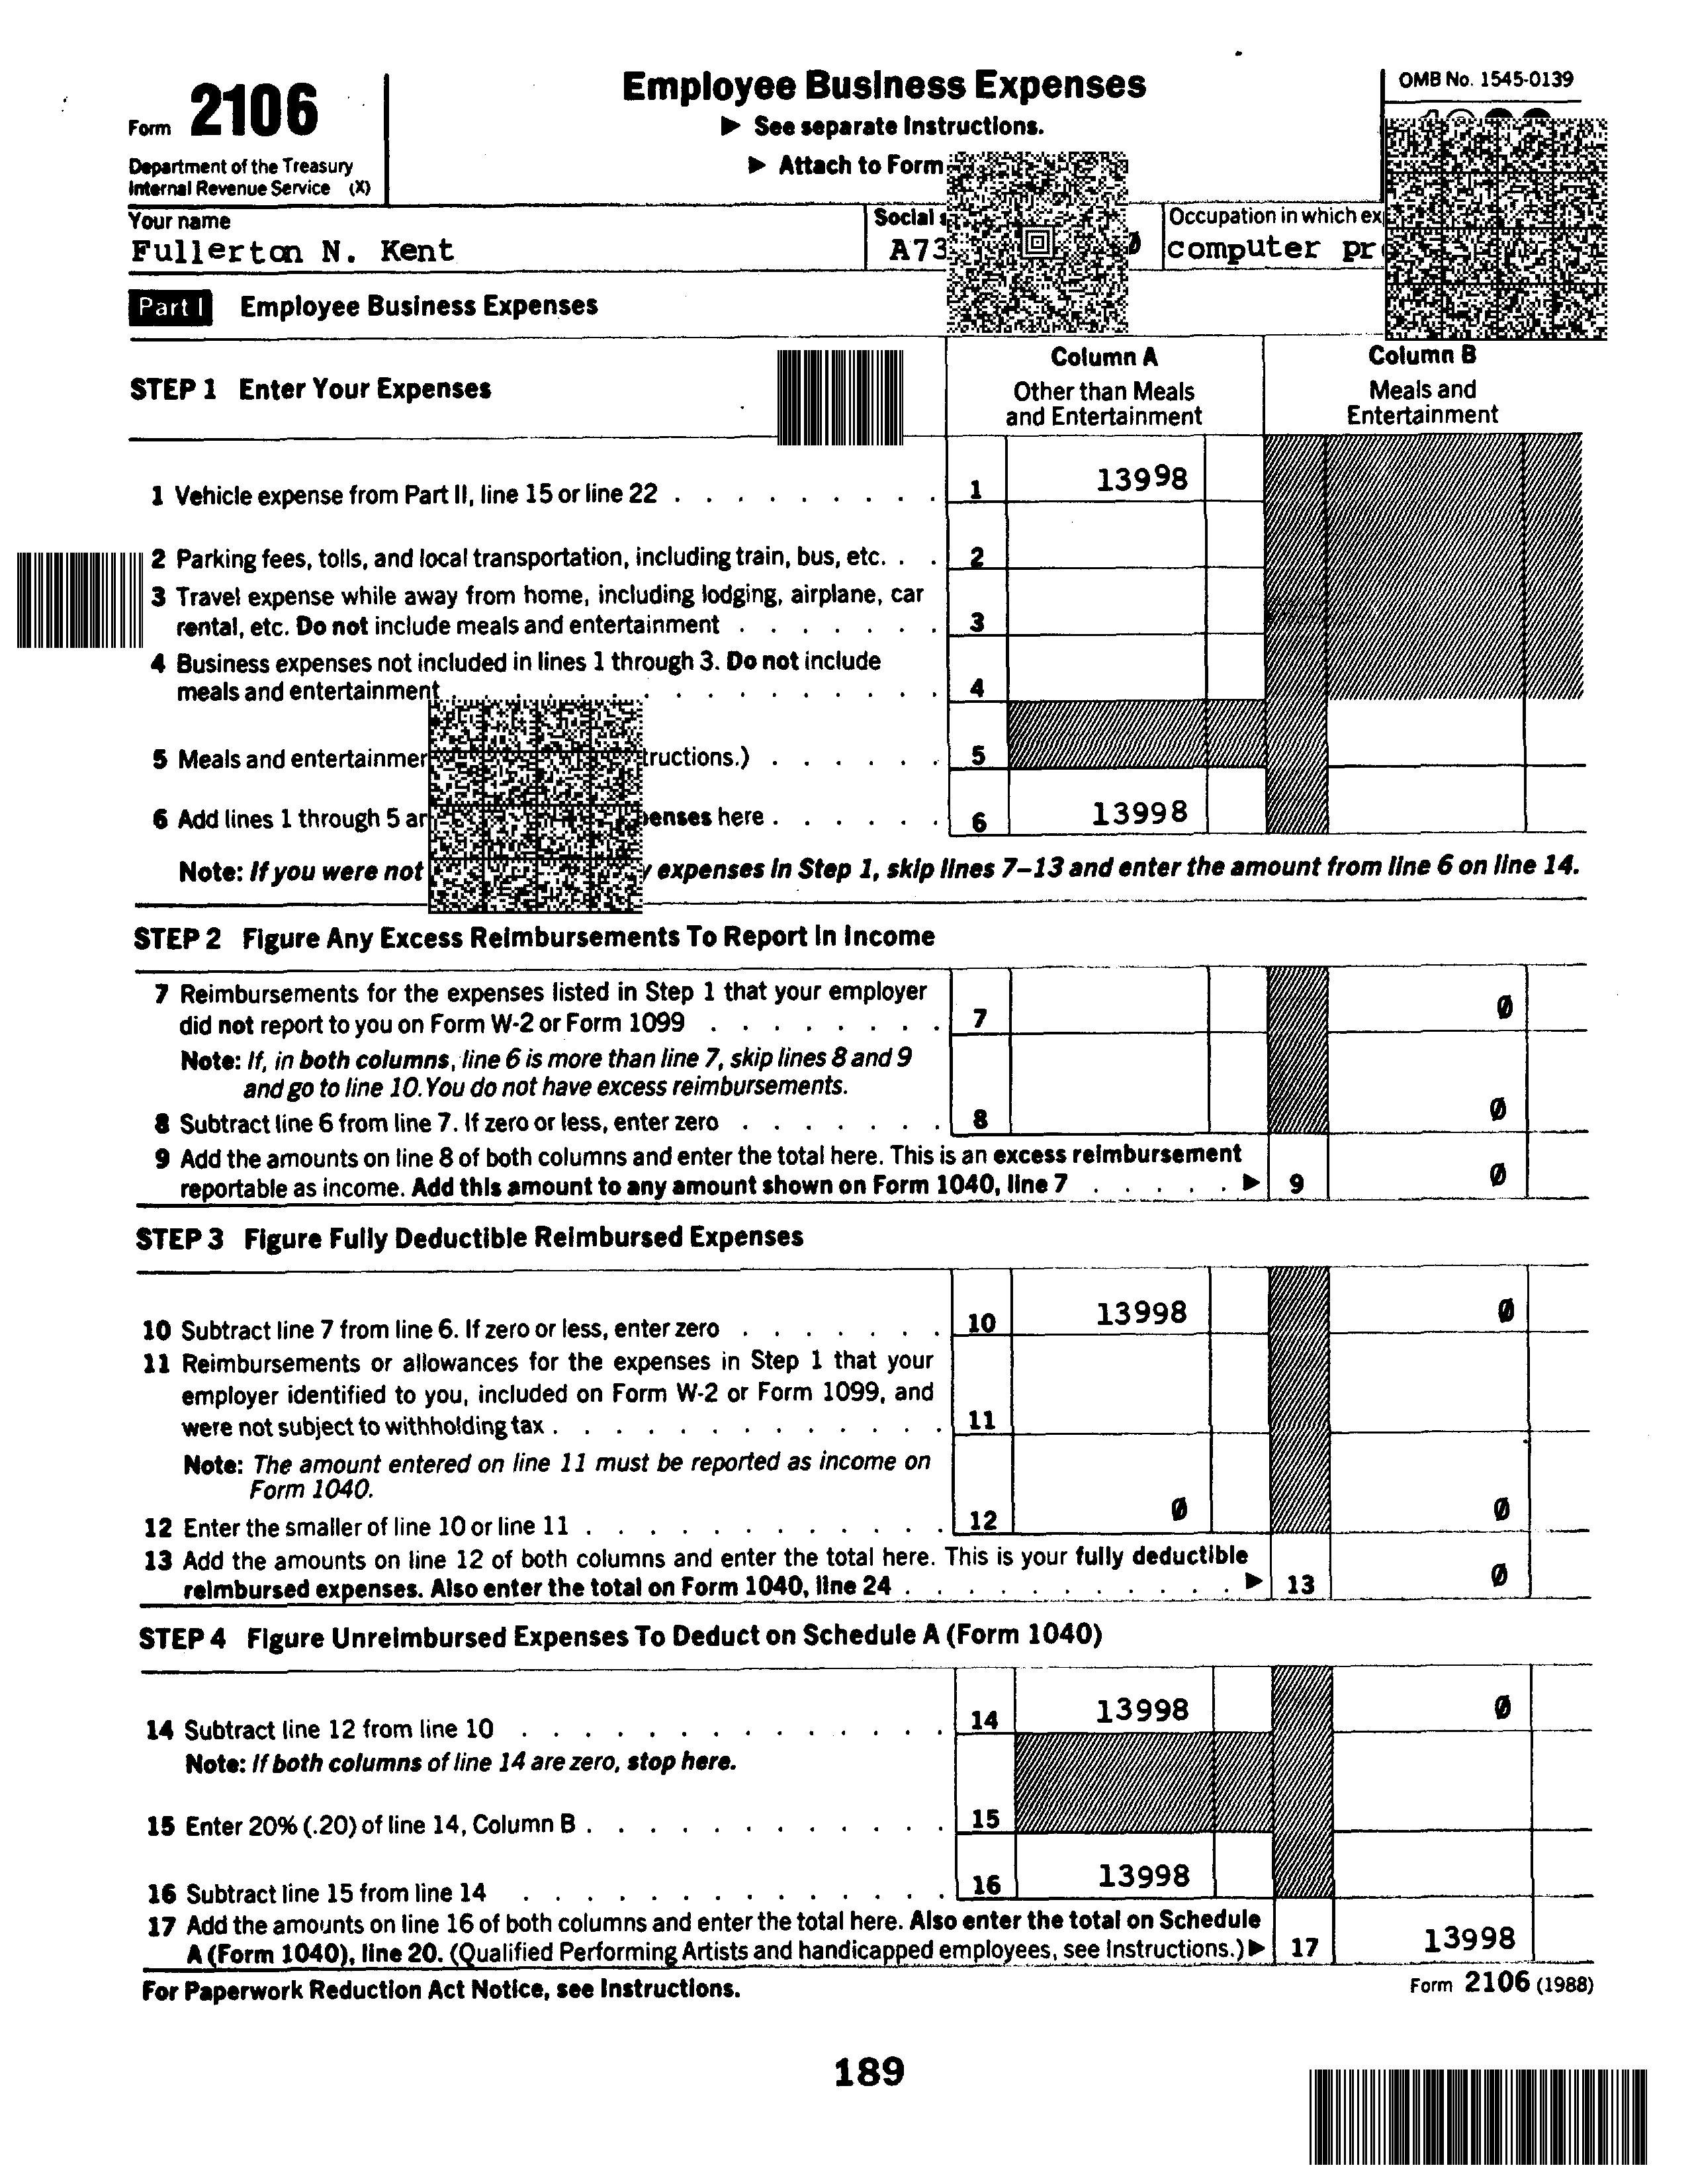 Form 2106
Department of the Treasury
Internal Revenue Service (X)
Employee Business Expenses
▶ See separate Instructions.
▶ Attach to Form
OMB No. 1545-0139
Your name
Fullerton N. Kent
Social
A73
Occupation in which
computer
Part I Employee Business Expenses
STEP 1 Enter Your Expenses
Column A
Other than Meals
and Entertainment
Column B
Meals and
Entertainment
1 Vehicle expense from Part II, line 15 or line 22 . . . . . . . . . 1 13998
2 Parking fees, tolls, and local transportation, including train, bus, etc. . . 2
3 Travel expense while away from home, including lodging, airplane, car
rental, etc. Do not include meals and entertainment . . . . . . . 3
4 Business expenses not included in lines 1 through 3. Do not include
meals and entertainment . . . . . . . . . . . . . . . . 4
5 Meals and . . . . . . 5
6 Add lines 1 through 5 here . . . . . . 6 13998
Note: If you were not expenses in Step 1, skip lines 7–13 and enter the amount from line 6 on line 14.
STEP 2 Figure Any Excess Reimbursements To Report In Income
7 Reimbursements for the expenses listed in Step 1 that your employer
did not report to you on Form W-2 or Form 1099 . . . . . . . . 7 0
Note: If, in both columns, line 6 is more than line 7, skip lines 8 and 9
and go to line 10. You do not have excess reimbursements.
8 Subtract line 6 from line 7. If zero or less, enter zero . . . . . . . 8 0
9 Add the amounts on line 8 of both columns and enter the total here. This is an excess reimbursement
reportable as income. Add this amount to any amount shown on Form 1040, line 7 . . . . . ▶ 9 0
STEP 3 Figure Fully Deductible Reimbursed Expenses
10 Subtract line 7 from line 6. If zero or less, enter zero . . . . . . . 10 13998 0
11 Reimbursements or allowances for the expenses in Step 1 that your
employer identified to you, included on Form W-2 or Form 1099, and
were not subject to withholding tax . . . . . . . . . . . . . 11
Note: The amount entered on line 11 must be reported as income on
Form 1040.
12 Enter the smaller of line 10 or line 11 . . . . . . . . . . . . 12 0 0
13 Add the amounts on line 12 of both columns and enter the total here. This is your fully deductible
reimbursed expenses. Also enter the total on Form 1040, line 24 . . . . . . . . . . . . ▶ 13 0
STEP 4 Figure Unreimbursed Expenses To Deduct on Schedule A (Form 1040)
14 Subtract line 12 from line 10 . . . . . . . . . . . . . . 14 13998 0
Note: If both columns of line 14 are zero, stop here.
15 Enter 20% (.20) of line 14, Column B . . . . . . . . . . . . 15
16 Subtract line 15 from line 14 . . . . . . . . . . . . . . 16 13998
17 Add the amounts on line 16 of both columns and enter the total here. Also enter the total on Schedule
A (Form 1040), line 20. (Qualified Performing Artists and handicapped employees, see Instructions.) ▶ 17 13998
For Paperwork Reduction Act Notice, see Instructions.
Form 2106 (1988)
189